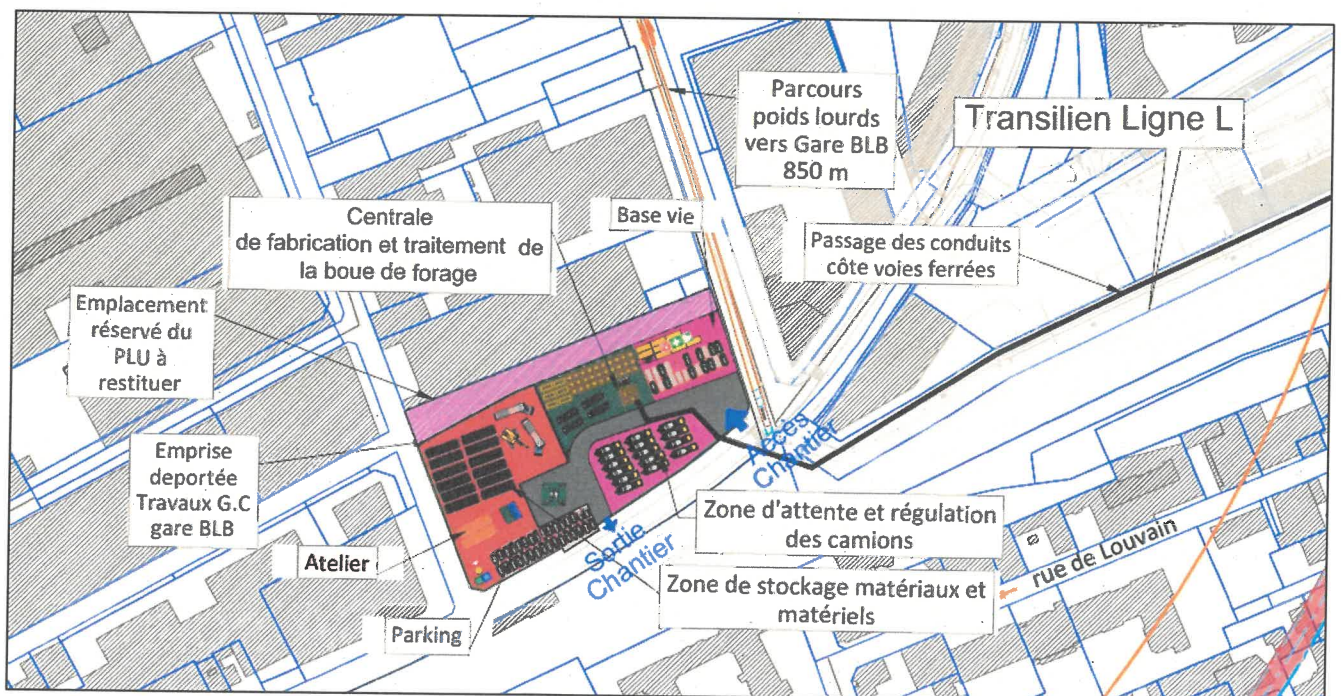 Parcours
poids lourds
vers Gare BLB
850 m
Transilien Ligne L
Centrale
de fabrication et traitement de
la boue de forage
Base vie
Passage des conduits
côte voies ferrées
Emplacement
réservé du
PLU à
restituer
Emprise
deportée
Travaux G.C
gare BLB
Accès
Chantier
Zone d'attente et régulation
des camions
rue de Louvain
Atelier
Sortie
Chantier
Zone de stockage matériaux et
matériels
Parking